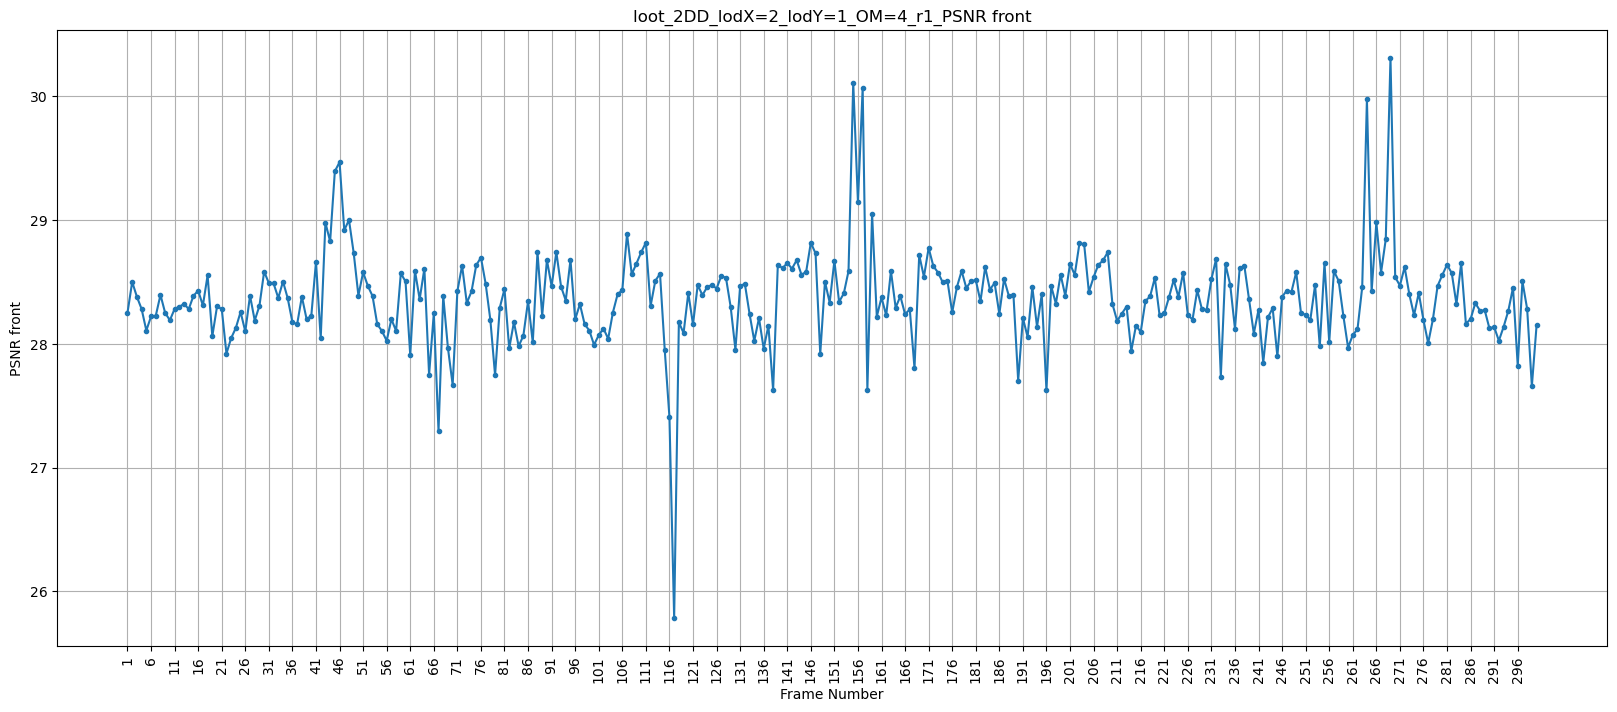 loot_2DD_lodX=2_lodY=1_OM=4_r1_PSNR front
30
29
28
27
26
PSNR front
1 6 11 16 21 26 31 36 41 46 51 56 61 66 71 76 81 86 91 96 101 106 111 116 121 126 131 136 141 146 151 156 161 166 171 176 181 186 191 196 201 206 211 216 221 226 231 236 241 246 251 256 261 266 271 276 281 286 291 296
Frame Number